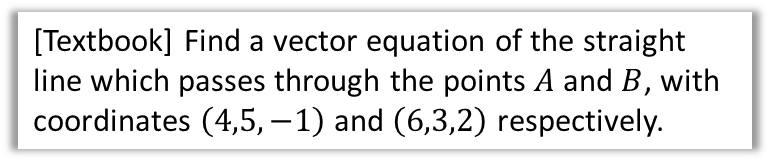 [Textbook] Find a vector equation of the straight
line which passes through the points A and B, with
coordinates (4,5, −1) and (6,3,2) respectively.